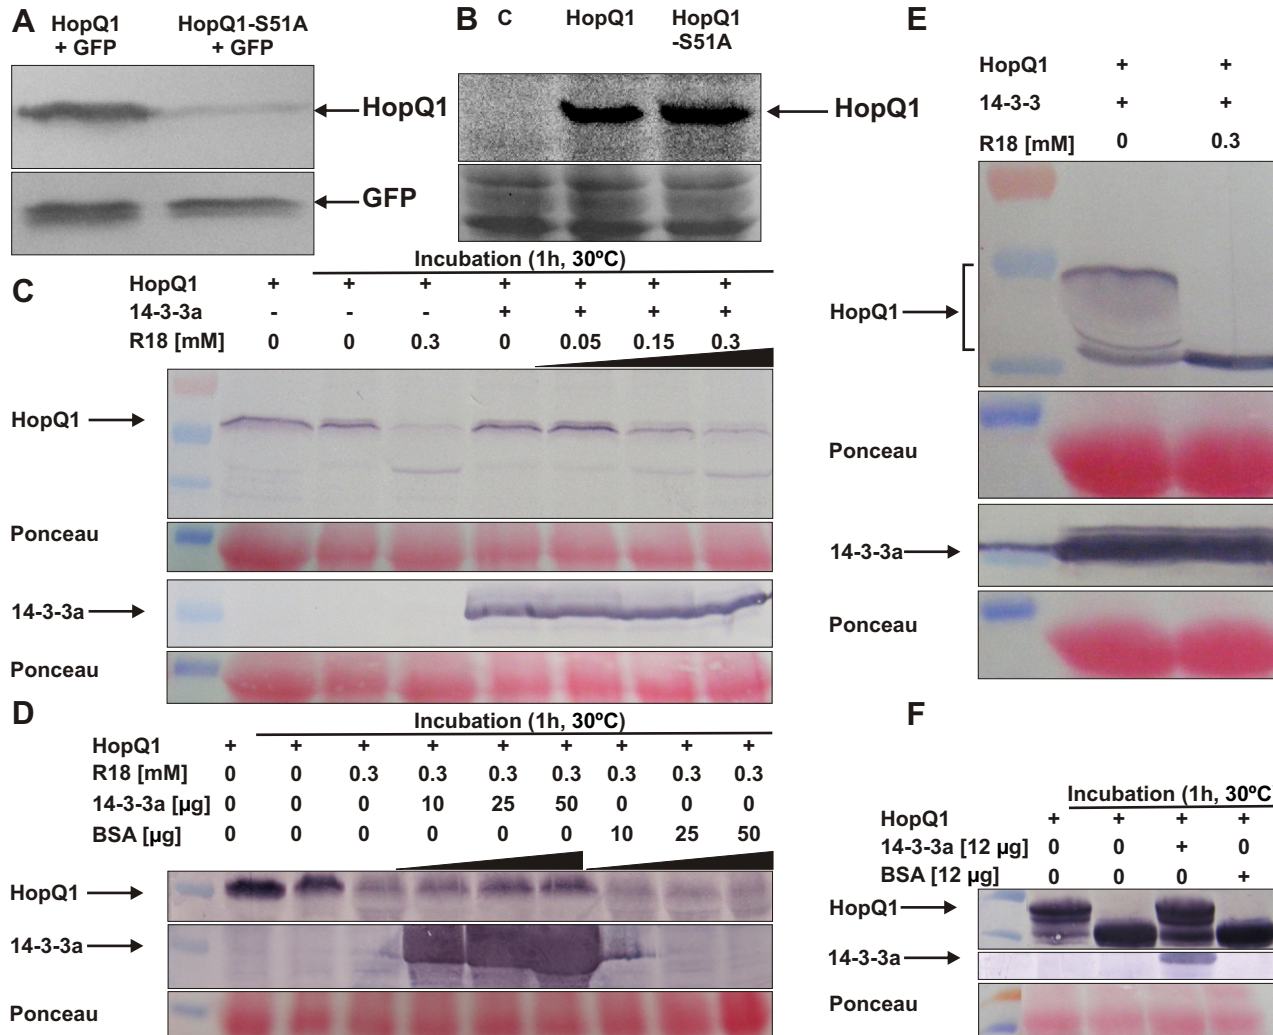 A
HopQ1
+ GFP
HopQ1-S51A
+ GFP
HopQ1
GFP
B
C
HopQ1
HopQ1
-S51A
HopQ1
C
Incubation (1h, 30ºC)
HopQ1 + + + + + + +
14-3-3a - - - + + + +
R18 [mM] 0 0 0.3 0 0.05 0.15 0.3
HopQ1
Ponceau
14-3-3a
Ponceau
D
Incubation (1h, 30ºC)
HopQ1 + + + + + + + + +
R18 [mM] 0 0 0.3 0.3 0.3 0.3 0.3 0.3 0.3
14-3-3a [µg] 0 0 0 10 25 50 0 0 0
BSA [µg] 0 0 0 0 0 0 10 25 50
HopQ1
14-3-3a
Ponceau
E
HopQ1 + +
14-3-3 + +
R18 [mM] 0 0.3
HopQ1
Ponceau
14-3-3a
Ponceau
F
Incubation (1h, 30ºC
HopQ1 + + + +
14-3-3a [12 µg] 0 0 + 0
BSA [12 µg] 0 0 0 +
HopQ1
14-3-3a
Ponceau